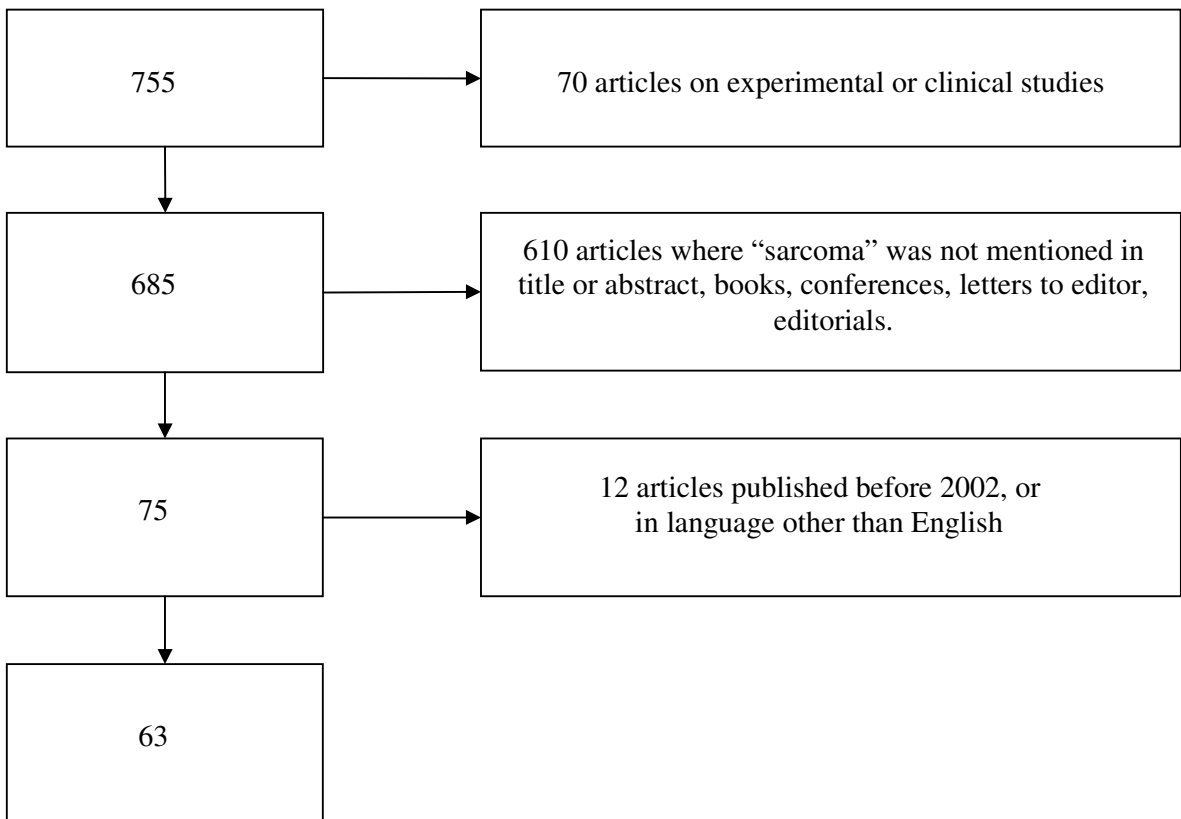 755
70 articles on experimental or clinical studies
685
610 articles where “sarcoma” was not mentioned in
title or abstract, books, conferences, letters to editor,
editorials.
75
12 articles published before 2002, or
in language other than English
63